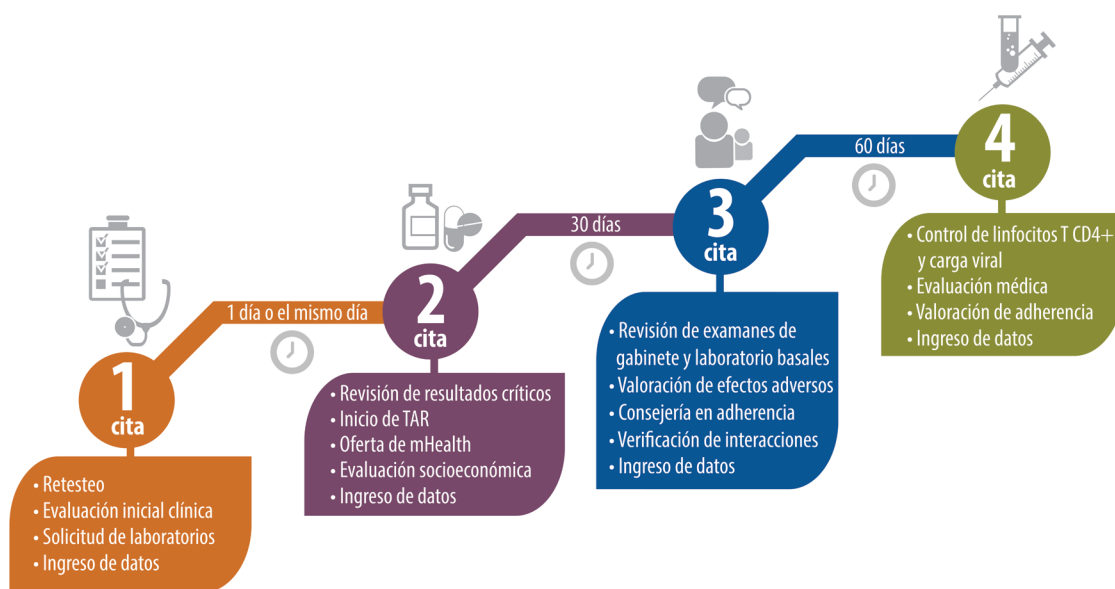 1
cita
• Retesteo
• Evaluación inicial clínica
• Solicitud de laboratorios
• Ingreso de datos
1 día o el mismo día
2
cita
• Revisión de resultados críticos
• Inicio de TAR
• Oferta de mHealth
• Evaluación socioeconómica
• Ingreso de datos
30 días
3
cita
• Revisión de examanes de
gabinete y laboratorio basales
• Valoración de efectos adversos
• Consejería en adherencia
• Verificación de interacciones
• Ingreso de datos
60 días
4
cita
• Control de linfocitos T CD4+
y carga viral
• Evaluación médica
• Valoración de adherencia
• Ingreso de datos